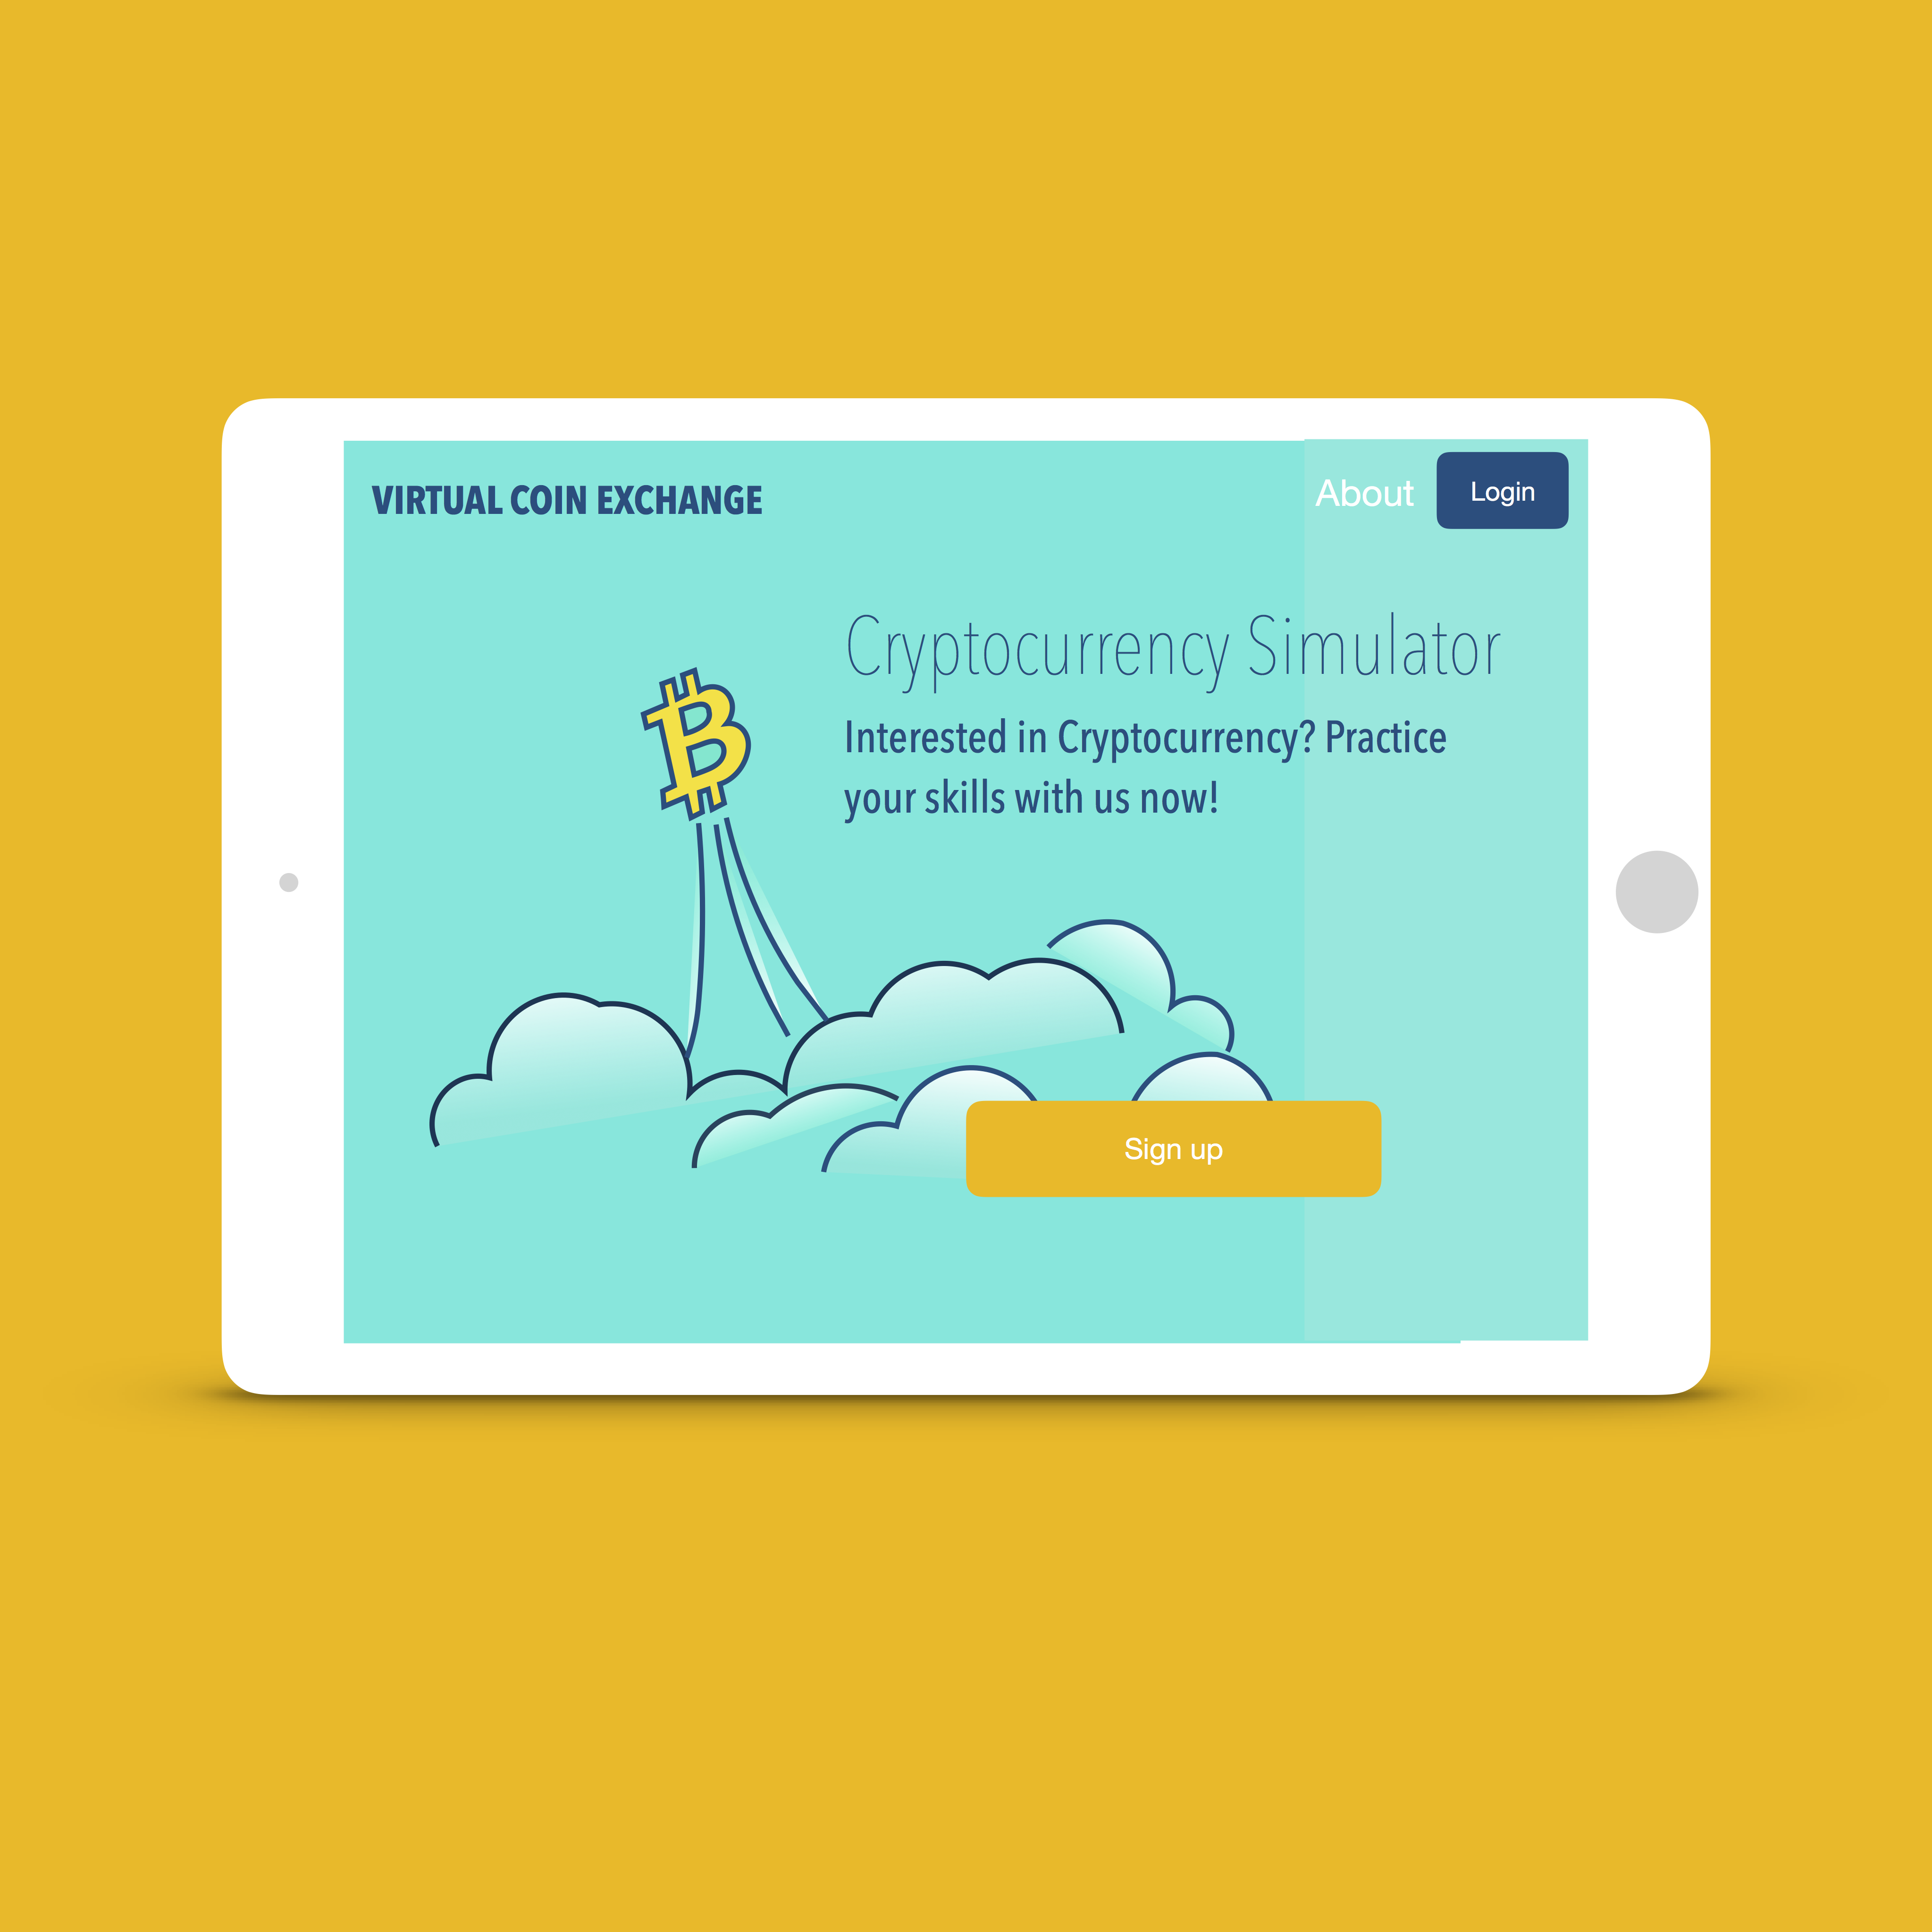 VIRTUAL COIN EXCHANGE
About
Login
Cryptocurrency Simulator
Interested in Cryptocurrency? Practice
your skills with us now!
Sign up